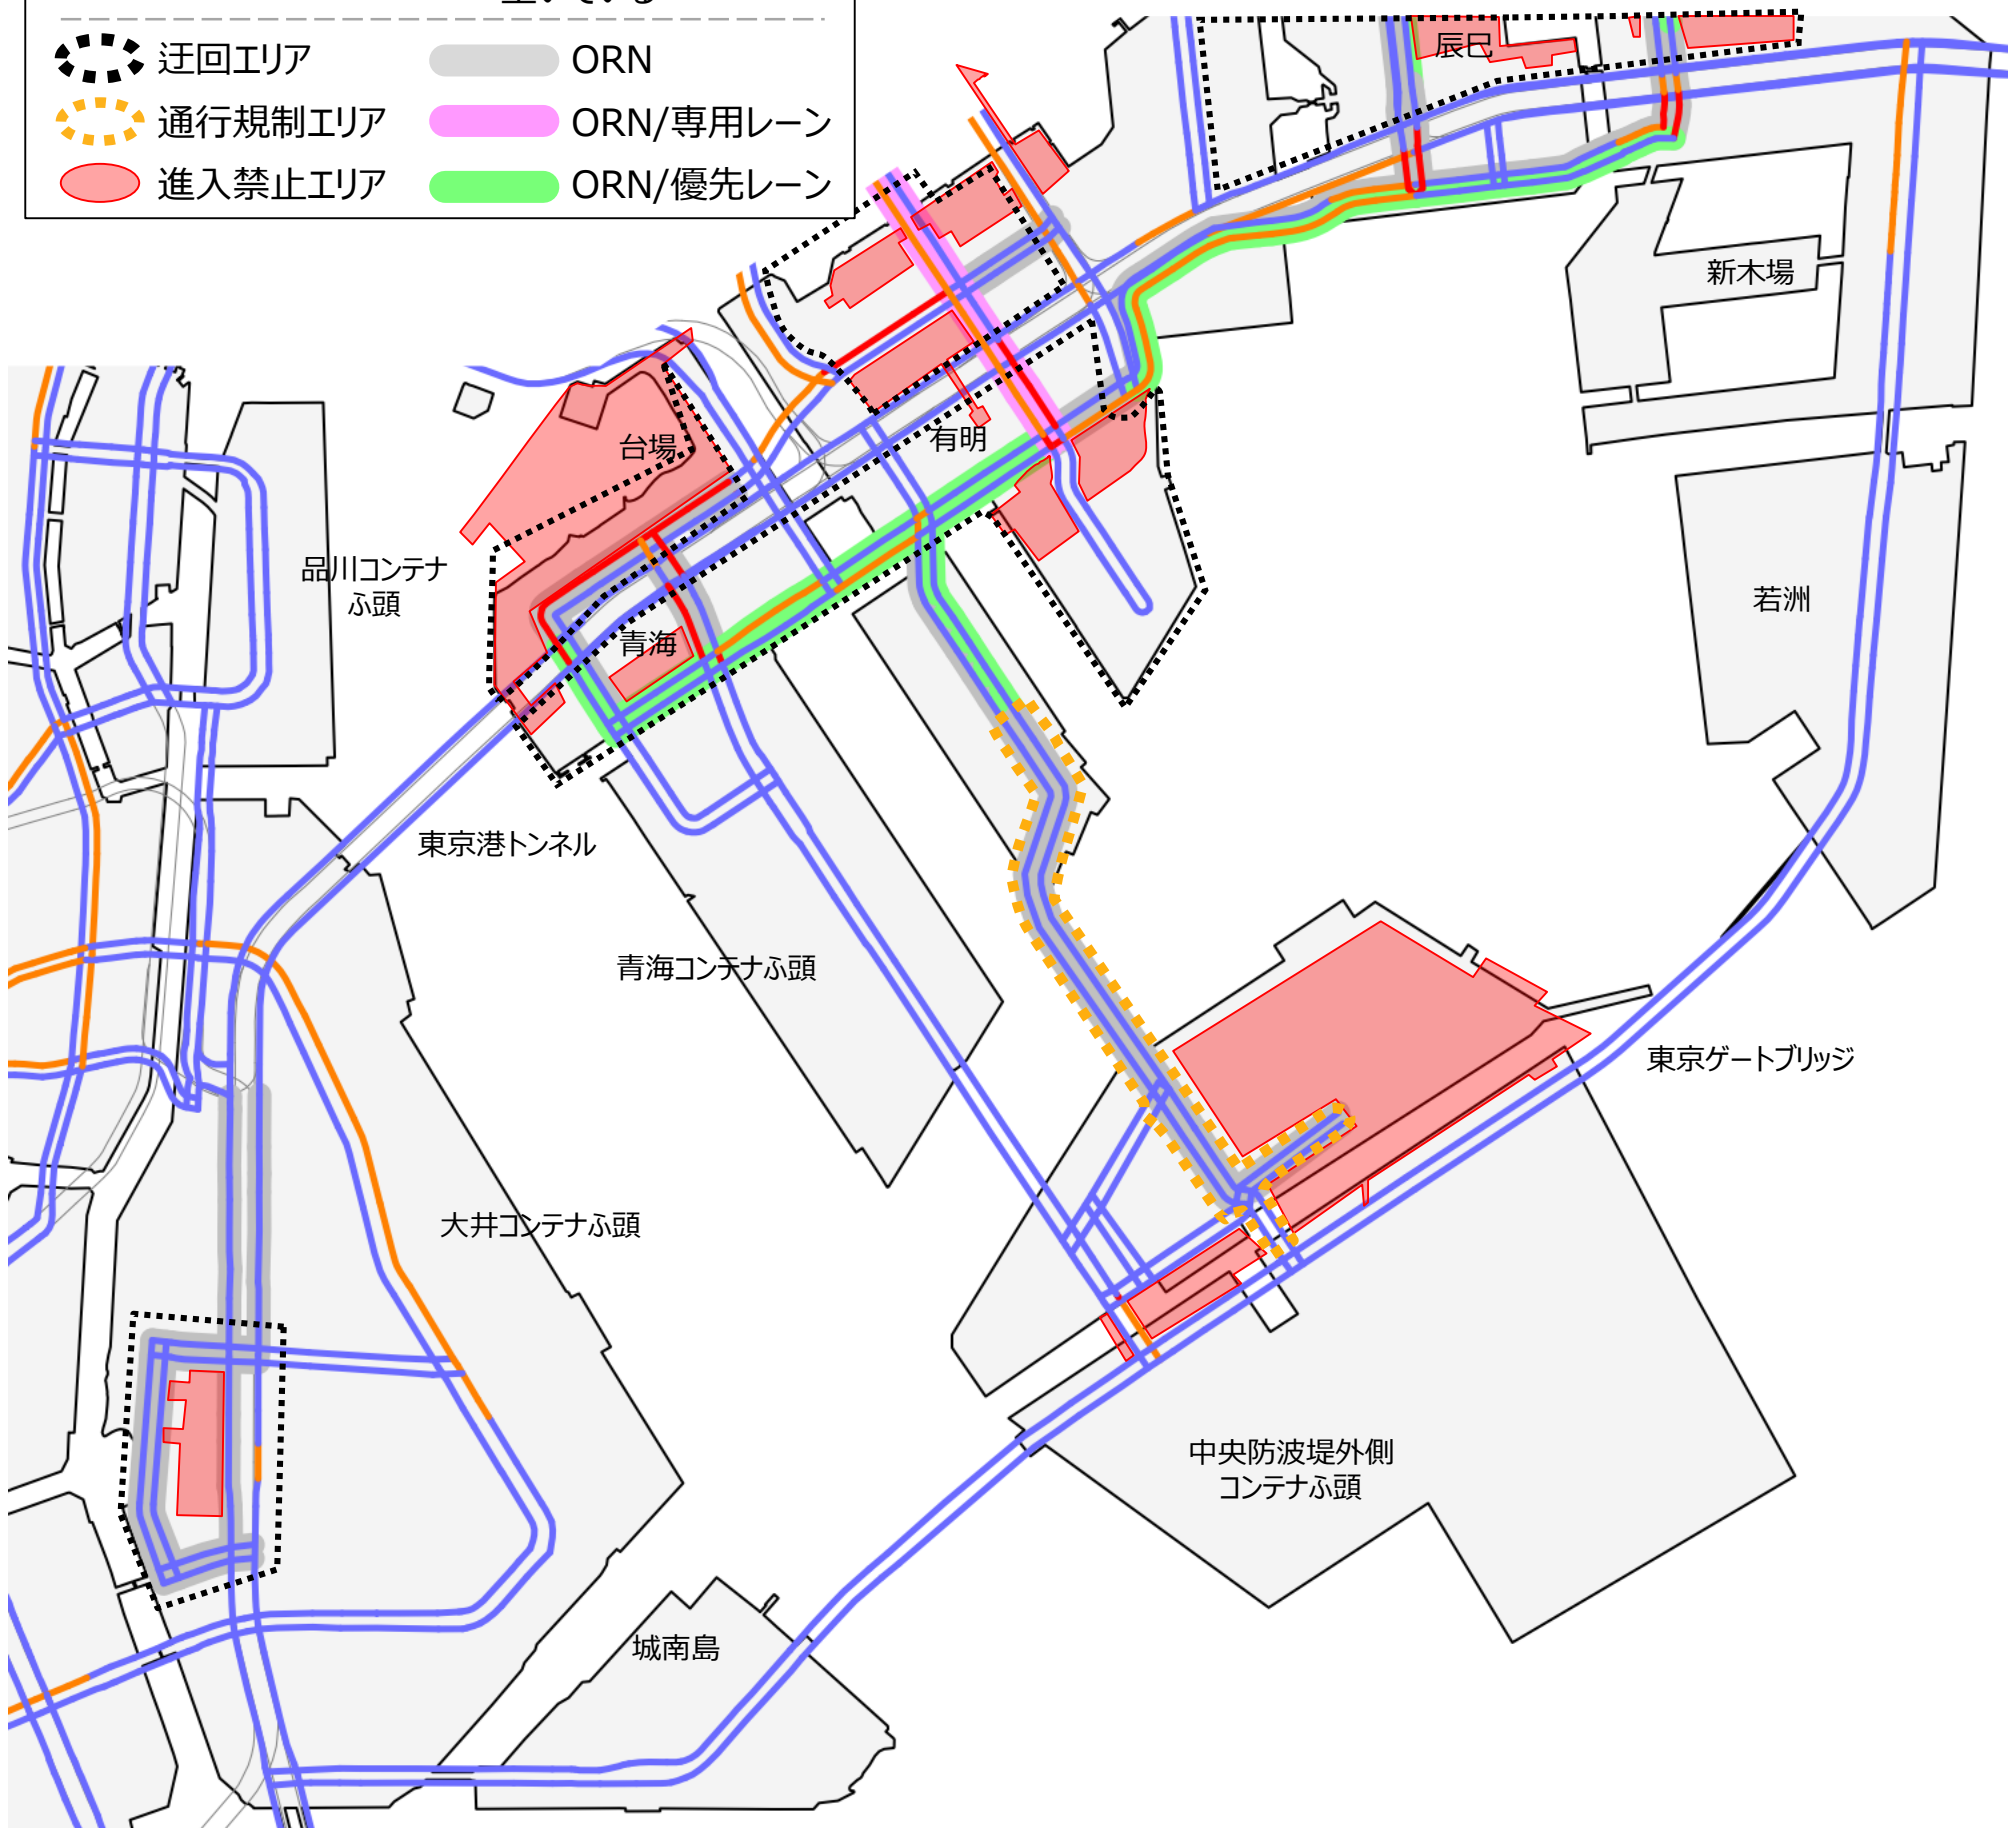 空いている
迂回エリア
ORN
通行規制エリア
ORN/専用レーン
進入禁止エリア
ORN/優先レーン
辰巳
新木場
台場
有明
品川コンテナ
ふ頭
青海
若洲
東京港トンネル
青海コンテナふ頭
東京ゲートブリッジ
大井コンテナふ頭
中央防波堤外側
コンテナふ頭
城南島